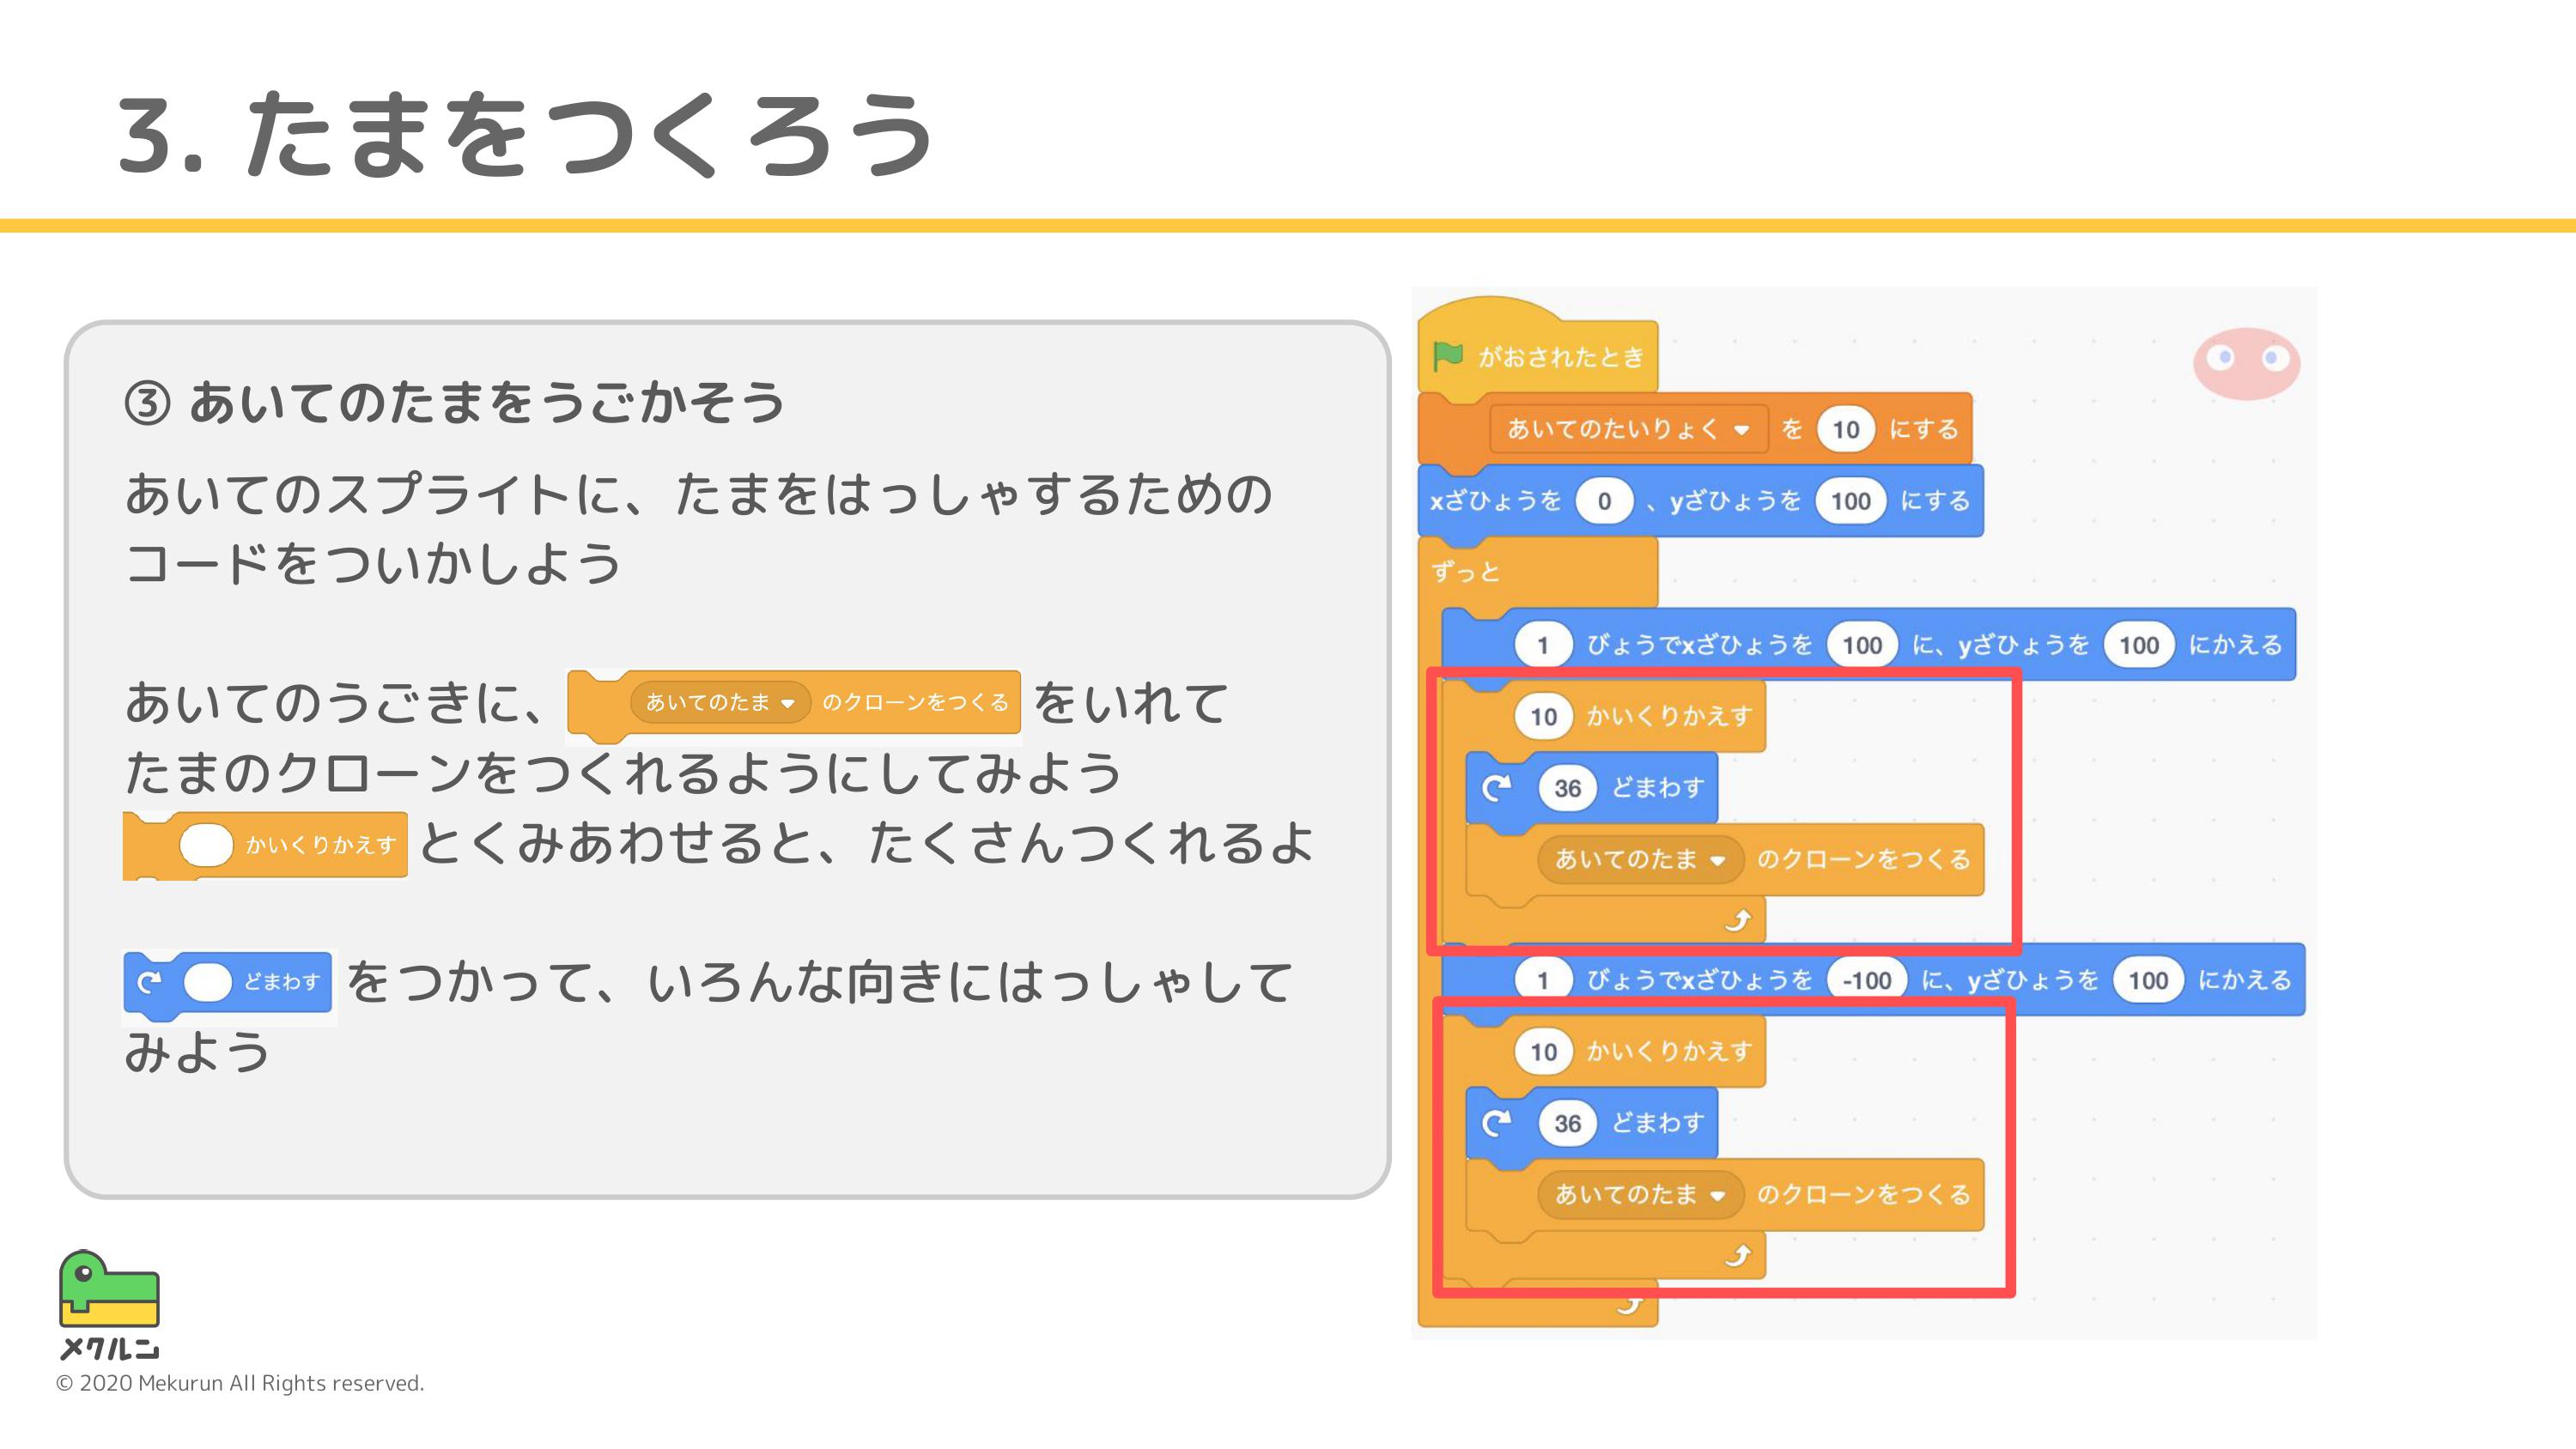 3. たまをつくろう
③ あいてのたまをうごかそう
あいてのスプライトに、たまをはっしゃするための
コードをついかしよう
あいてのうごきに、 あいてのたま のクローンをつくる をいれて
たまのクローンをつくれるようにしてみよう
かいくりかえす とくみあわせると、たくさんつくれるよ
どまわす をつかって、いろんな向きにはっしゃして
みよう
がおされたとき
あいてのたいりょく を 10 にする
xざひょうを 0 、yざひょうを 100 にする
ずっと
1 びょうでxざひょうを 100 に、yざひょうを 100 にかえる
10 かいくりかえす
36 どまわす
あいてのたま のクローンをつくる
1 びょうでxざひょうを -100 に、yざひょうを 100 にかえる
10 かいくりかえす
36 どまわす
あいてのたま のクローンをつくる
メクルン
© 2020 Mekurun All Rights reserved.